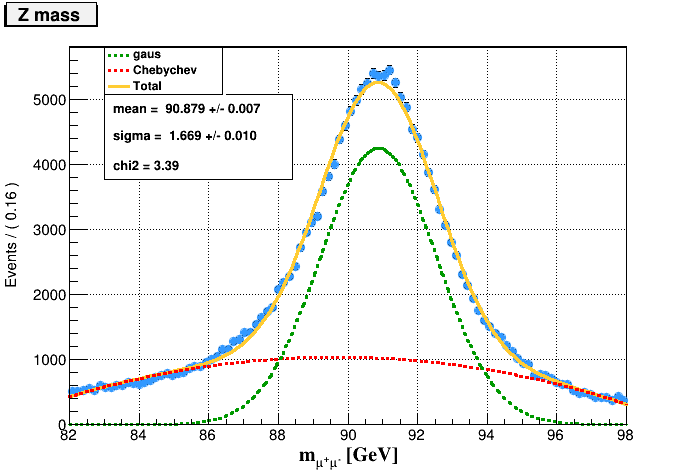 Z mass
gaus
Chebychev
Total
mean = 90.879 +/- 0.007
sigma = 1.669 +/- 0.010
chi2 = 3.39
Events / ( 0.16 )
5000
4000
3000
2000
1000
0
82 84 86 88 90 92 94 96 98
mμ⁺μ⁻ [GeV]